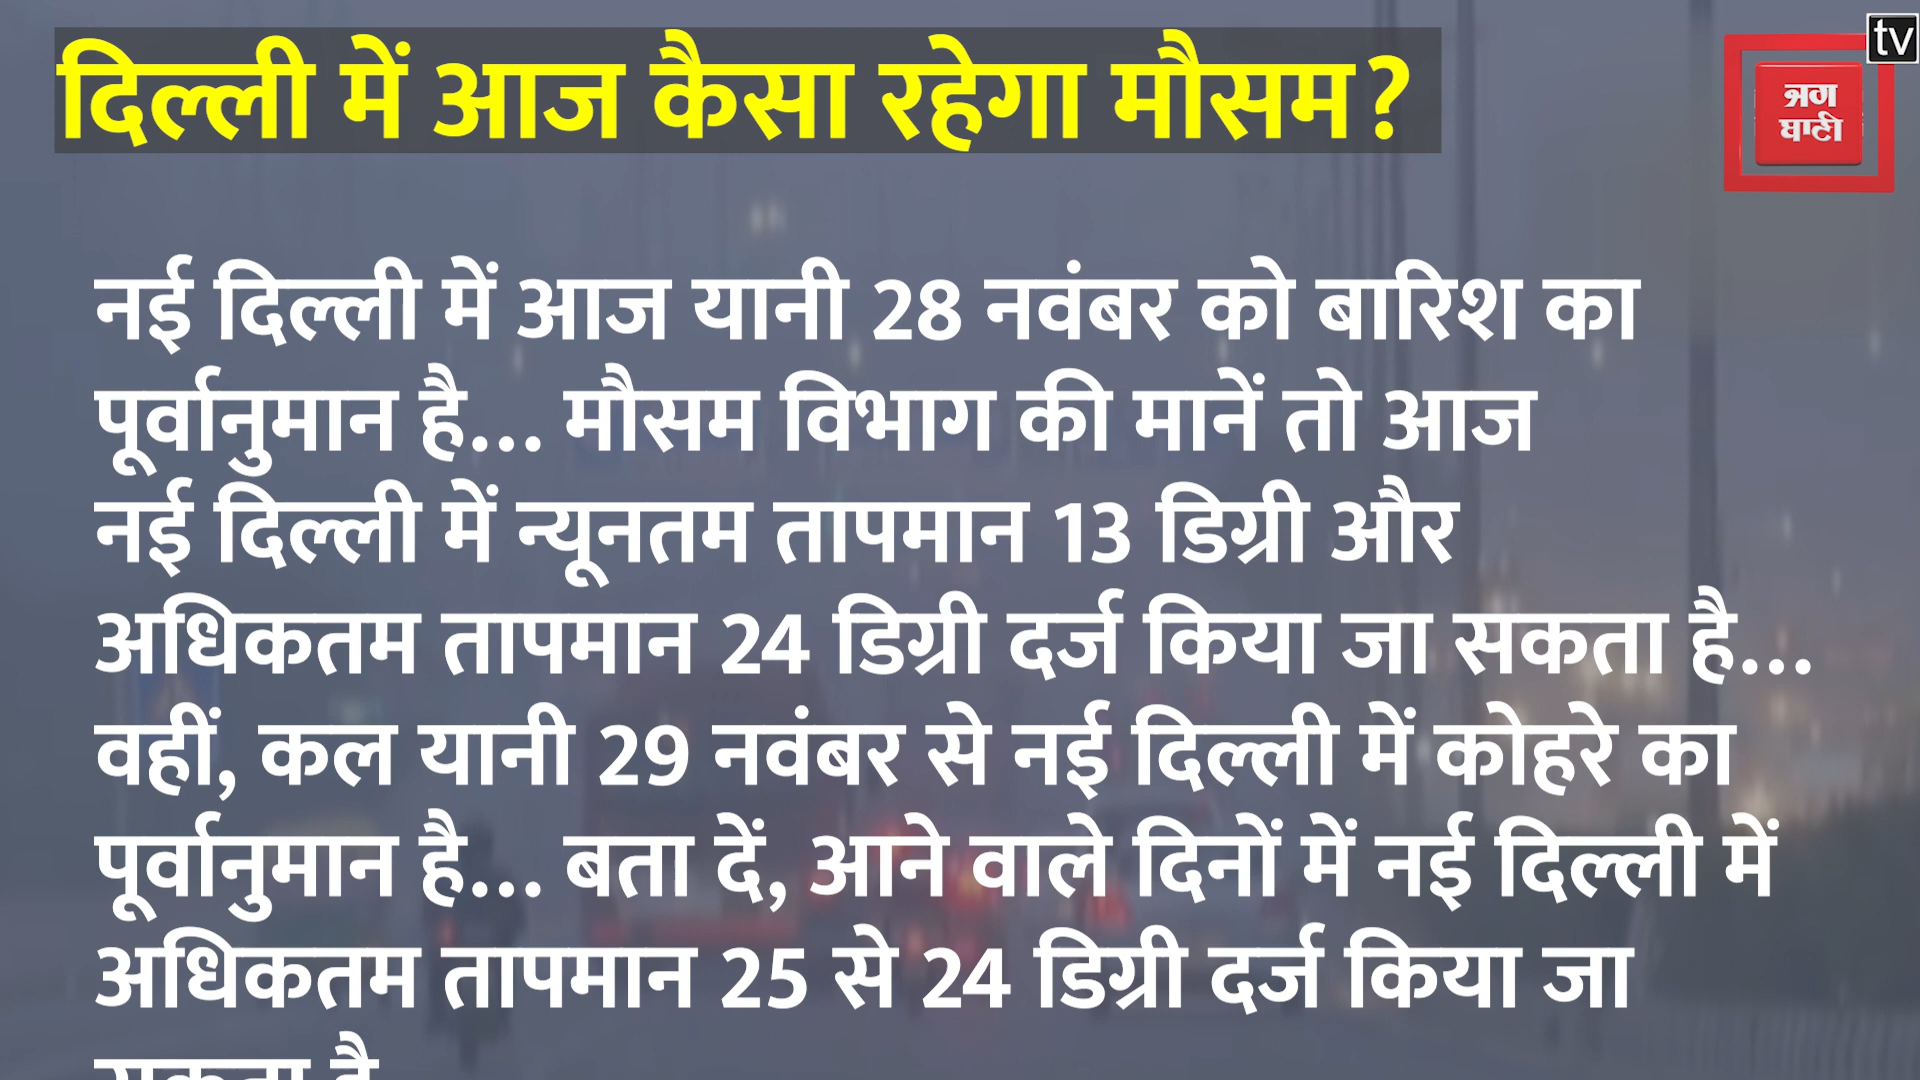 दिल्ली में आज कैसा रहेगा मौसम?
tv
ਜਗ
ਬਾਣੀ
नई दिल्ली में आज यानी 28 नवंबर को बारिश का
पूर्वानुमान है... मौसम विभाग की मानें तो आज
नई दिल्ली में न्यूनतम तापमान 13 डिग्री और
अधिकतम तापमान 24 डिग्री दर्ज किया जा सकता है...
वहीं, कल यानी 29 नवंबर से नई दिल्ली में कोहरे का
पूर्वानुमान है... बता दें, आने वाले दिनों में नई दिल्ली में
अधिकतम तापमान 25 से 24 डिग्री दर्ज किया जा
सकता है